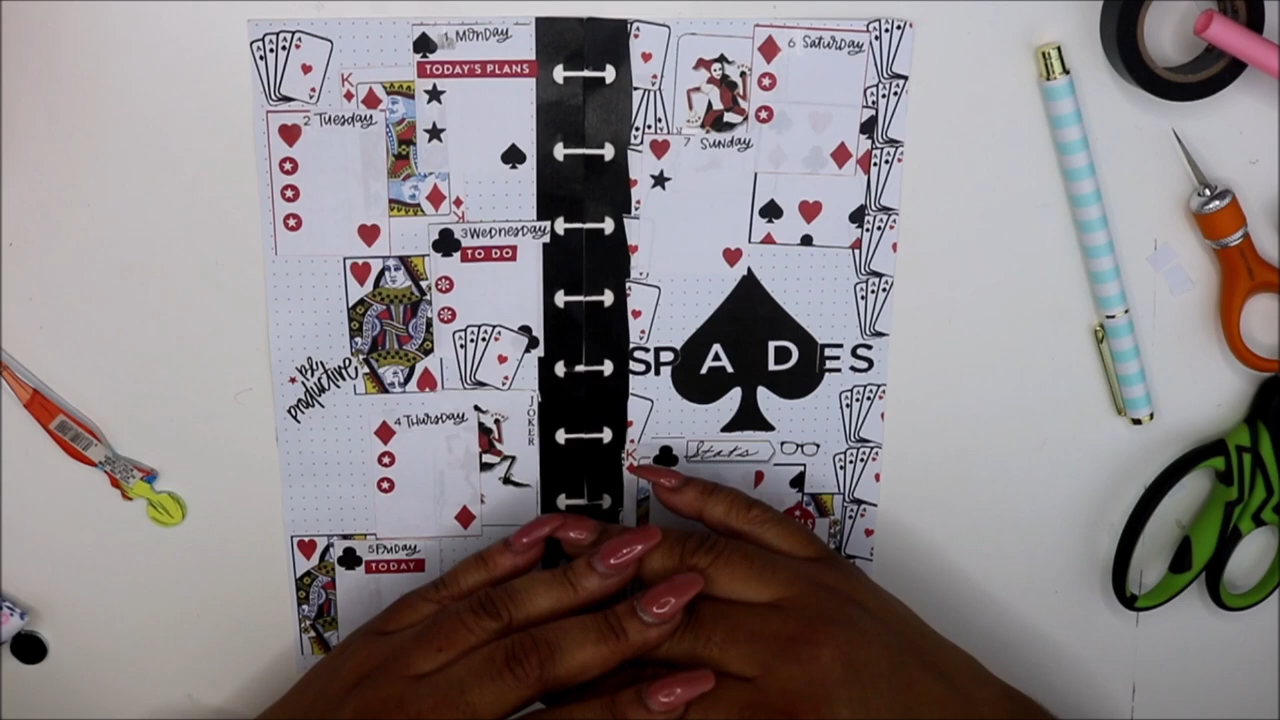 1 Monday
TODAY'S PLANS
K
2 Tuesday
K
3 Wednesday
TO DO
be
productive
4 Thursday
JOKER
5 Friday
TODAY
6 Saturday
7 Sunday
SPADES
Stats
K